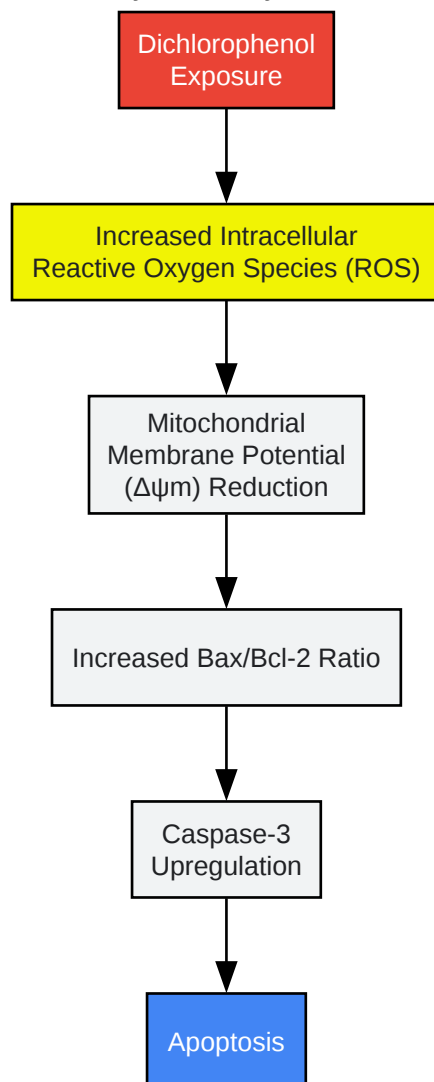 Dichlorophenol
Exposure
Increased Intracellular
Reactive Oxygen Species (ROS)
Mitochondrial
Membrane Potential
(Δψm) Reduction
Increased Bax/Bcl-2 Ratio
Caspase-3
Upregulation
Apoptosis